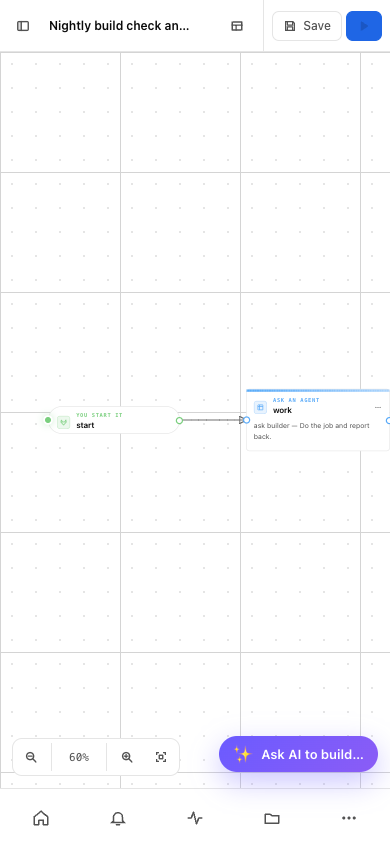 Nightly build check an...
Save
YOU START IT
start
ASK AN AGENT
work
ask builder — Do the job and report
back.
60%
✨ Ask AI to build...